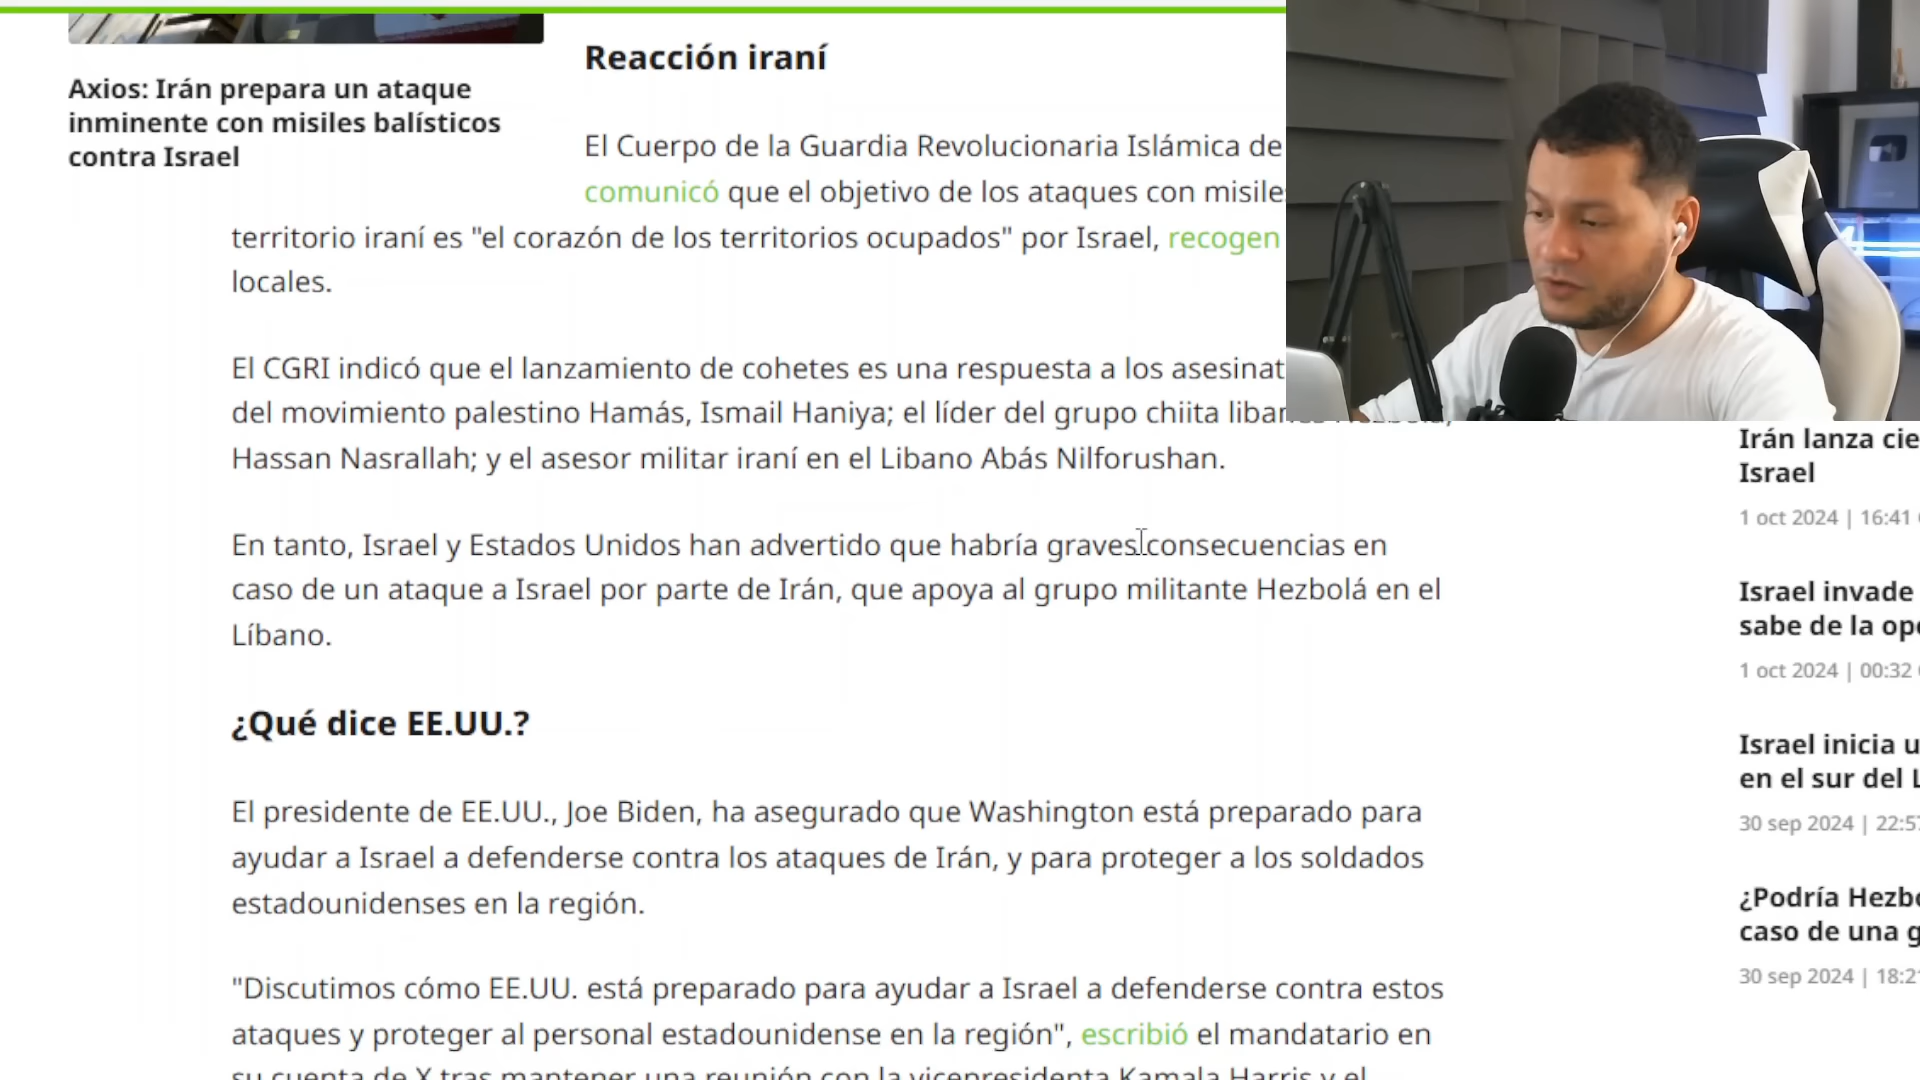 Axios: Irán prepara un ataque
inminente con misiles balísticos
contra Israel
Reacción iraní
El Cuerpo de la Guardia Revolucionaria Islámica de
comunicó que el objetivo de los ataques con
territorio iraní es "el corazón de los territorios ocupados" por Israel, recogen
locales.
El CGRI indicó que el lanzamiento de cohetes es una respuesta a los
del movimiento palestino Hamás, Ismail Haniya; el líder del grupo chiita
Hassan Nasrallah; y el asesor militar iraní en el Libano Abás Nilforushan.
En tanto, Israel y Estados Unidos han advertido que habría graves consecuencias en
caso de un ataque a Israel por parte de Irán, que apoya al grupo militante Hezbolá en el
Líbano.
¿Qué dice EE.UU.?
El presidente de EE.UU., Joe Biden, ha asegurado que Washington está preparado para
ayudar a Israel a defenderse contra los ataques de Irán, y para proteger a los soldados
estadounidenses en la región.
"Discutimos cómo EE.UU. está preparado para ayudar a Israel a defenderse contra estos
ataques y proteger al personal estadounidense en la región", escribió el mandatario en
su cuenta de X tras mantener una reunión con la vicepresidenta Kamala Harris y el
Irán lanza
Israel
1 oct 2024 | 16:41
Israel invade
sabe de la
1 oct 2024 | 00:32
Israel inicia
en el sur del
30 sep 2024 |
¿Podría
caso de una
30 sep 2024 |